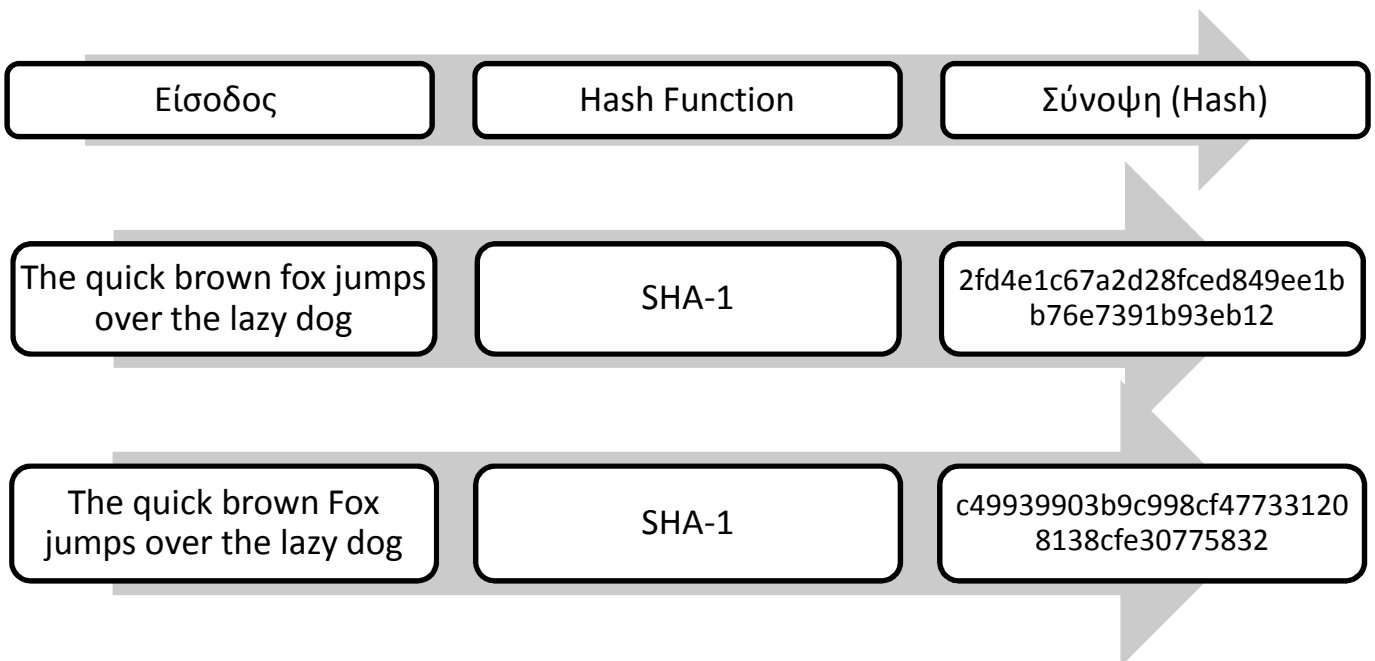 Είσοδος
Hash Function
Σύνοψη (Hash)
The quick brown fox jumps
over the lazy dog
SHA-1
2fd4e1c67a2d28fced849ee1b
b76e7391b93eb12
The quick brown Fox
jumps over the lazy dog
SHA-1
c49939903b9c998cf47733120
8138cfe30775832